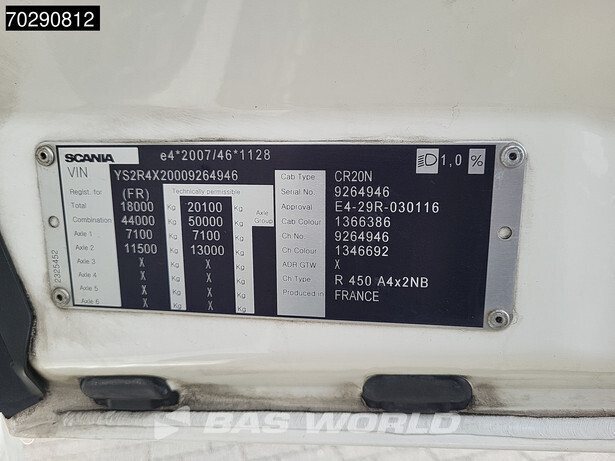 70290812
SCANIA e4*2007/46*1128 1,0 %
VIN YS2R4X20009264946
Regist. for (FR) Technically permissible
Total 18000 Kg 20100 Kg
Combination 44000 Kg 50000 Kg Axle Group
Axle 1 7100 Kg 7100 Kg
Axle 2 11500 Kg 13000 Kg
Axle 3 X Kg X Kg
Axle 4 X Kg X Kg
Axle 5 X Kg X Kg
Axle 6 X Kg X Kg
Cab Type CR20N
Serial No. 9264946
Approval E4-29R-030116
Cab Colour 1366386
Ch No. 9264946
Ch Colour 1346692
ADR GTW X
Ch Type R 450 A4x2NB
Produced in FRANCE
2325452
BAS WORLD